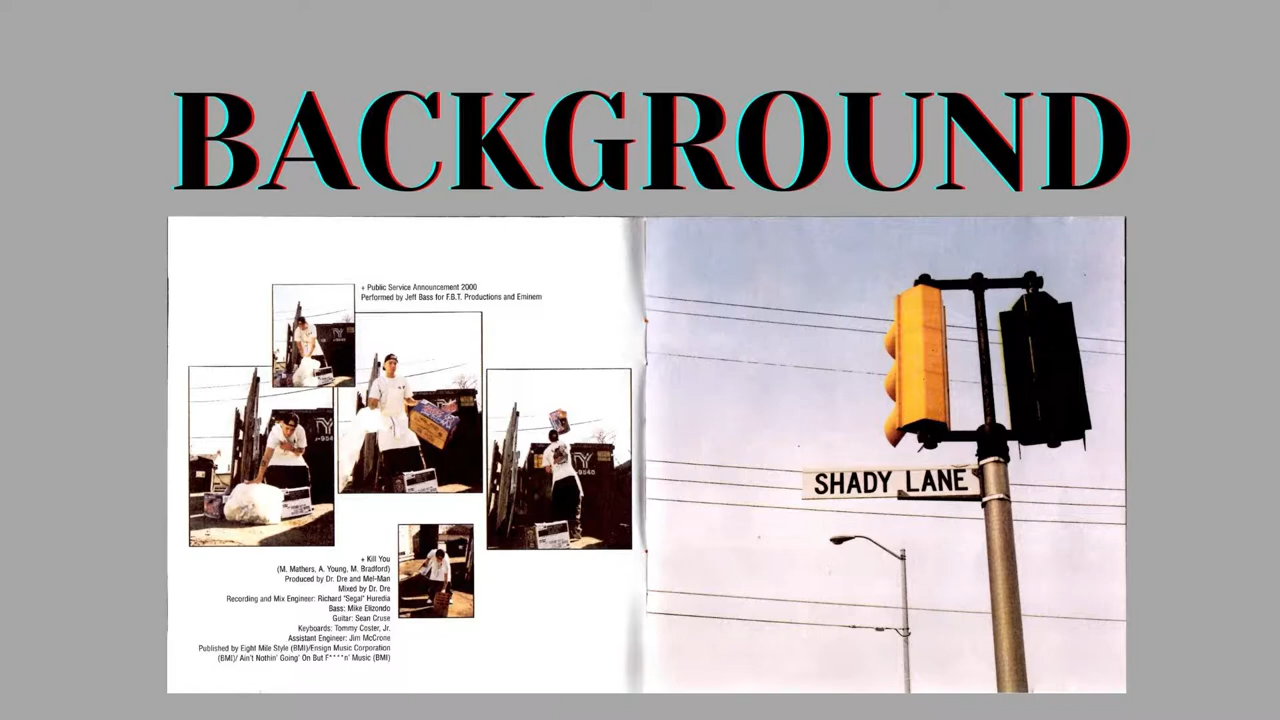 BACKGROUND
+ Public Service Announcement 2000
Performed by Jeff Bass for F.B.T. Productions and Eminem
+ Kill You
(M. Mathers, A. Young, M. Bradford)
Produced by Dr. Dre and Mel-Man
Mixed by Dr. Dre
Recording and Mix Engineer: Richard "Segal" Huredia
Bass: Mike Elizondo
Guitar: Sean Cruse
Keyboards: Tommy Coster, Jr.
Assistant Engineer: Jim McCrone
Published by Eight Mile Style (BMI)/Ensign Music Corporation
(BMI)/ Ain't Nothin' Going' On But F****n' Music (BMI)
SHADY LANE